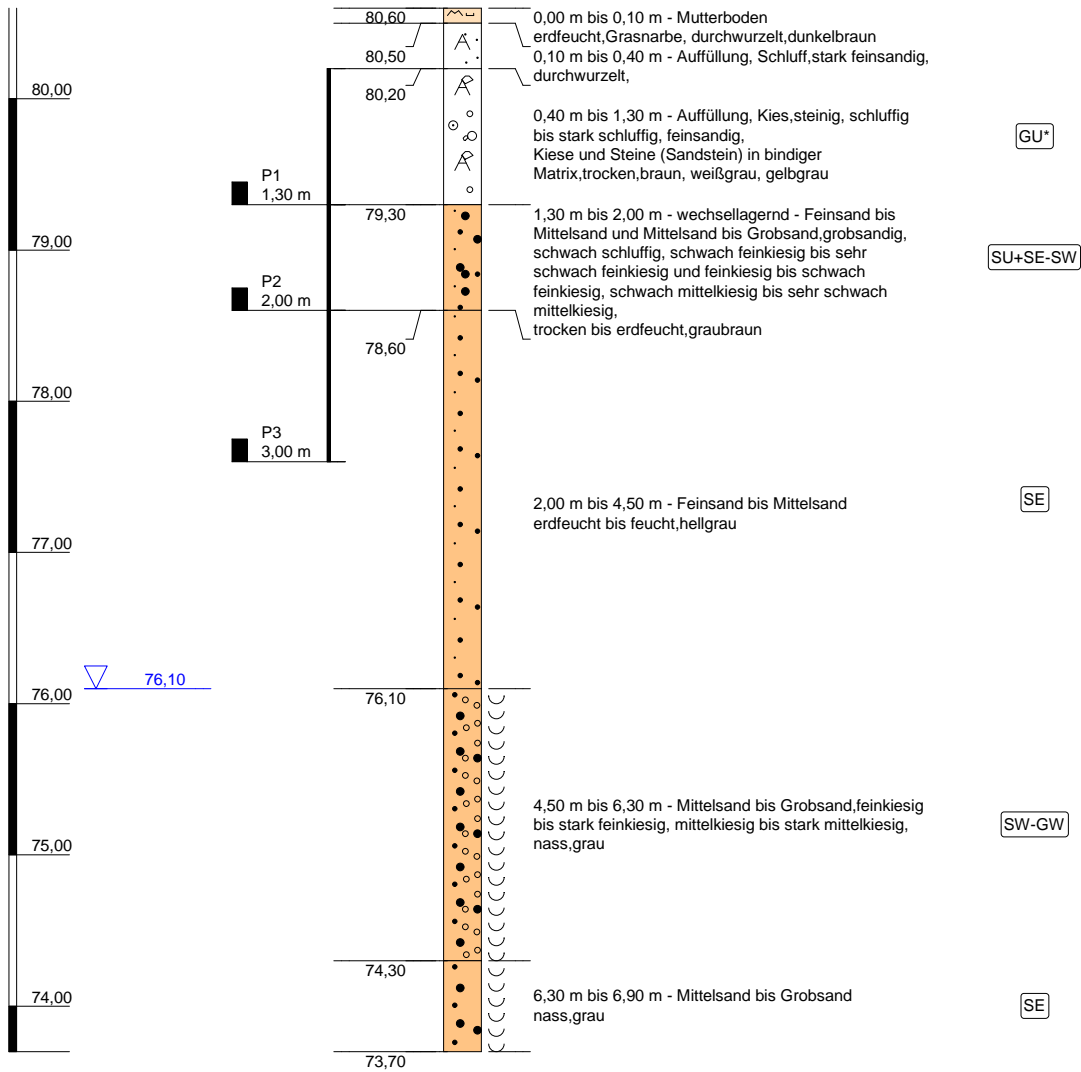 80,60
0,00 m bis 0,10 m - Mutterboden
erdfeucht,Grasnarbe, durchwurzelt,dunkelbraun
80,50
0,10 m bis 0,40 m - Auffüllung, Schluff,stark feinsandig,
durchwurzelt,
80,20
80,00
0,40 m bis 1,30 m - Auffüllung, Kies,steinig, schluffig
bis stark schluffig, feinsandig,
Kiese und Steine (Sandstein) in bindiger
Matrix,trocken,braun, weißgrau, gelbgrau
GU*
P1
1,30 m
79,30
1,30 m bis 2,00 m - wechsellagernd - Feinsand bis
Mittelsand und Mittelsand bis Grobsand,grobsandig,
schwach schluffig, schwach feinkiesig bis sehr
schwach feinkiesig und feinkiesig bis schwach
feinkiesig, schwach mittelkiesig bis sehr schwach
mittelkiesig,
trocken bis erdfeucht,graubraun
SU+SE-SW
79,00
P2
2,00 m
78,60
78,00
P3
3,00 m
2,00 m bis 4,50 m - Feinsand bis Mittelsand
erdfeucht bis feucht,hellgrau
SE
77,00
76,10
76,10
76,00
4,50 m bis 6,30 m - Mittelsand bis Grobsand,feinkiesig
bis stark feinkiesig, mittelkiesig bis stark mittelkiesig,
nass,grau
SW-GW
75,00
74,30
74,00
6,30 m bis 6,90 m - Mittelsand bis Grobsand
nass,grau
SE
73,70